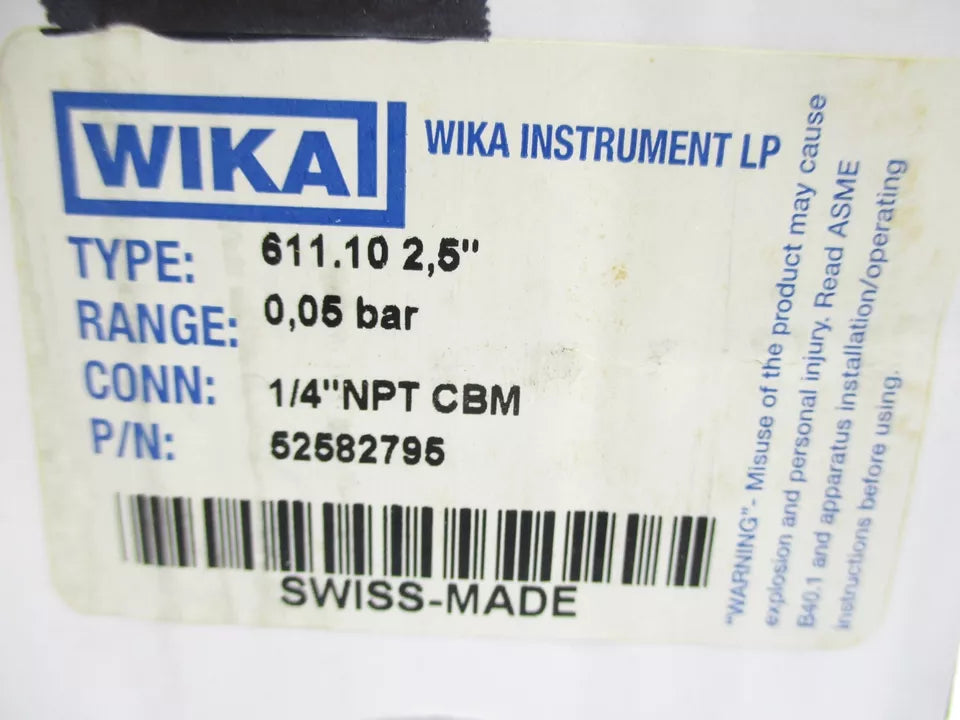 WIKA
WIKA INSTRUMENT LP
TYPE: 611.10 2,5"
RANGE: 0,05 bar
CONN: 1/4"NPT CBM
P/N: 52582795
SWISS-MADE
"WARNING"- Misuse of the product may cause
explosion and personal injury. Read ASME
B40.1 and apparatus installation/operating
instructions before using.